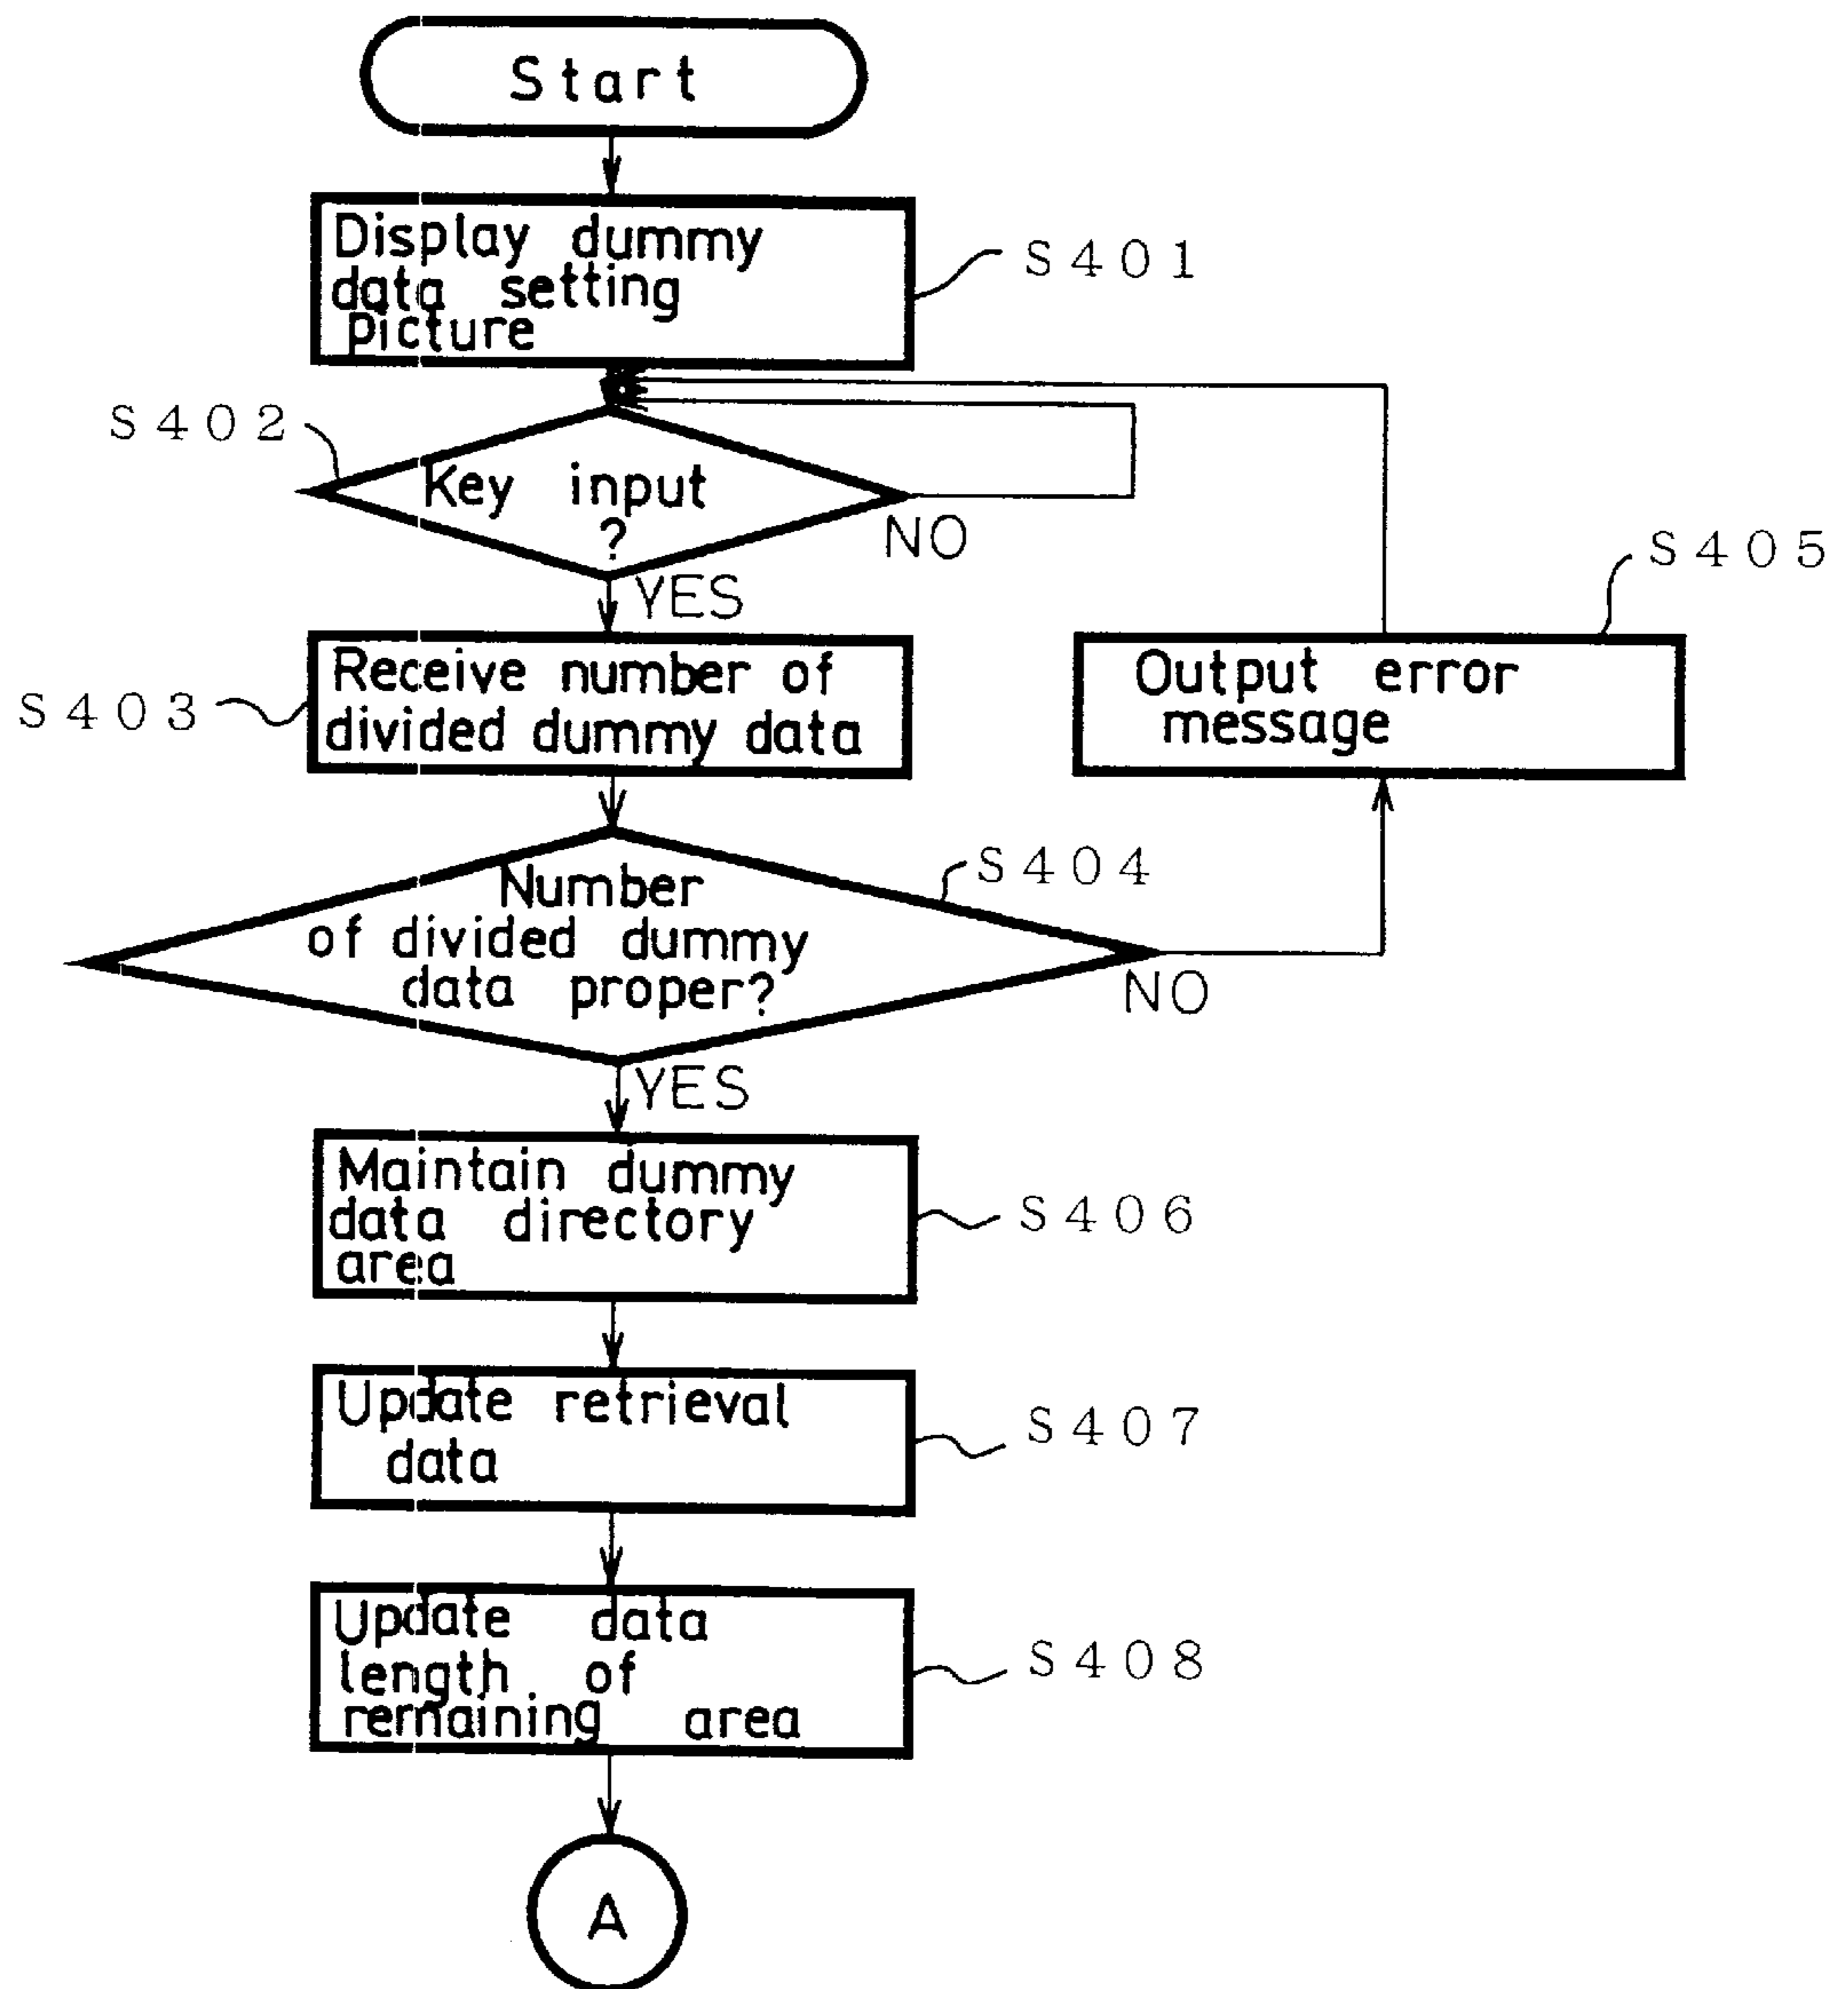 Start
Display dummy
data setting
picture
S401
S402
Key input
?
NO
YES
S405
Receive number of
divided dummy data
S403
Output error
message
S404
Number
of divided dummy
data proper?
NO
YES
Maintain dummy
data directory
area
S406
Update retrieval
data
S407
Update data
length of
remaining area
S408
A